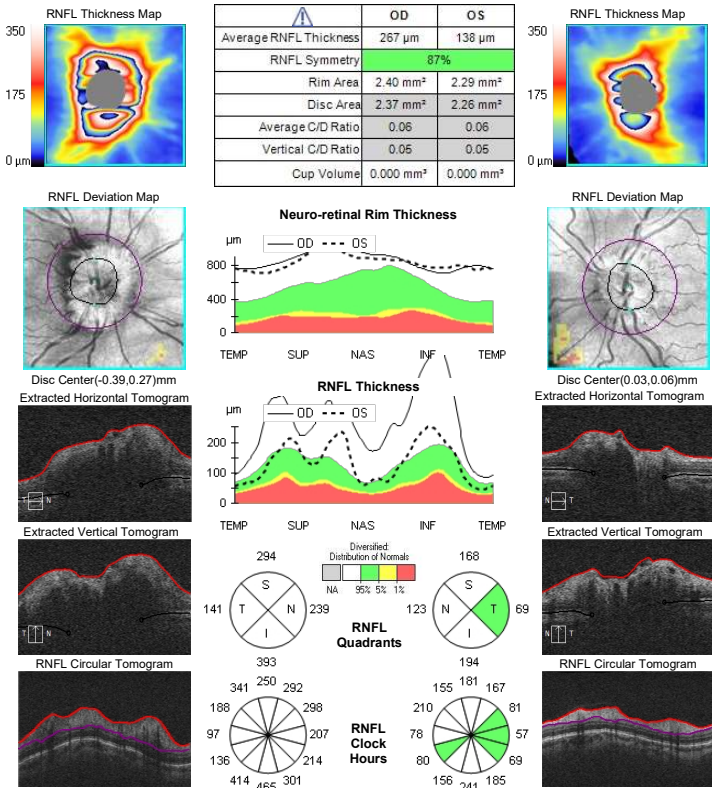 RNFL Thickness Map
350
175
0 µm
OD OS
Average RNFL Thickness 267 µm 138 µm
RNFL Symmetry 87%
Rim Area 2.40 mm² 2.29 mm²
Disc Area 2.37 mm² 2.26 mm²
Average C/D Ratio 0.06 0.06
Vertical C/D Ratio 0.05 0.05
Cup Volume 0.000 mm³ 0.000 mm³
RNFL Thickness Map
350
175
0 µm
RNFL Deviation Map
Disc Center(-0.39,0.27)mm
Neuro-retinal Rim Thickness
µm
OD OS
800
400
0
TEMP SUP NAS INF TEMP
RNFL Deviation Map
Disc Center(0.03,0.06)mm
RNFL Thickness
µm
OD OS
200
100
0
TEMP SUP NAS INF TEMP
Extracted Horizontal Tomogram
T N
Extracted Horizontal Tomogram
N T
Extracted Vertical Tomogram
N T
Extracted Vertical Tomogram
N T
Diversified:
Distribution of Normals
NA 95% 5% 1%
294
141 T S N I 239
393
RNFL
Quadrants
168
123 N S T I 69
194
RNFL Circular Tomogram
RNFL Circular Tomogram
250
341 292
188 298
97 207
136 214
414 301
465
RNFL
Clock
Hours
181
155 167
210 81
78 57
80 69
156 185
241